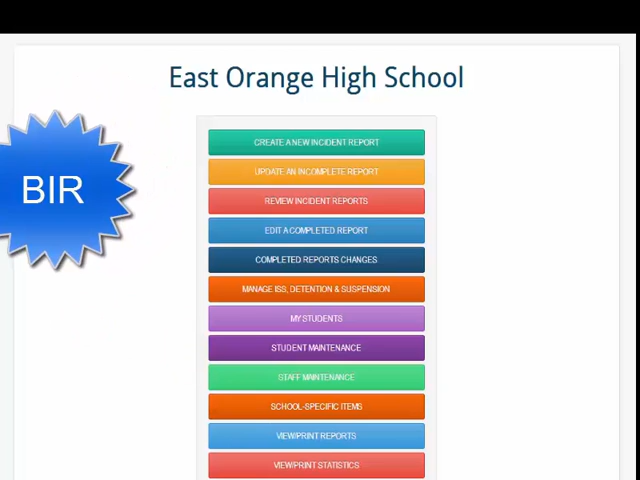 East Orange High School
BIR
CREATE A NEW INCIDENT REPORT
UPDATE AN INCOMPLETE REPORT
REVIEW INCIDENT REPORTS
EDIT A COMPLETED REPORT
COMPLETED REPORTS CHANGES
MANAGE ISS, DETENTION & SUSPENSION
MY STUDENTS
STUDENT MAINTENANCE
STAFF MAINTENANCE
SCHOOL-SPECIFIC ITEMS
VIEW/PRINT REPORTS
VIEW/PRINT STATISTICS